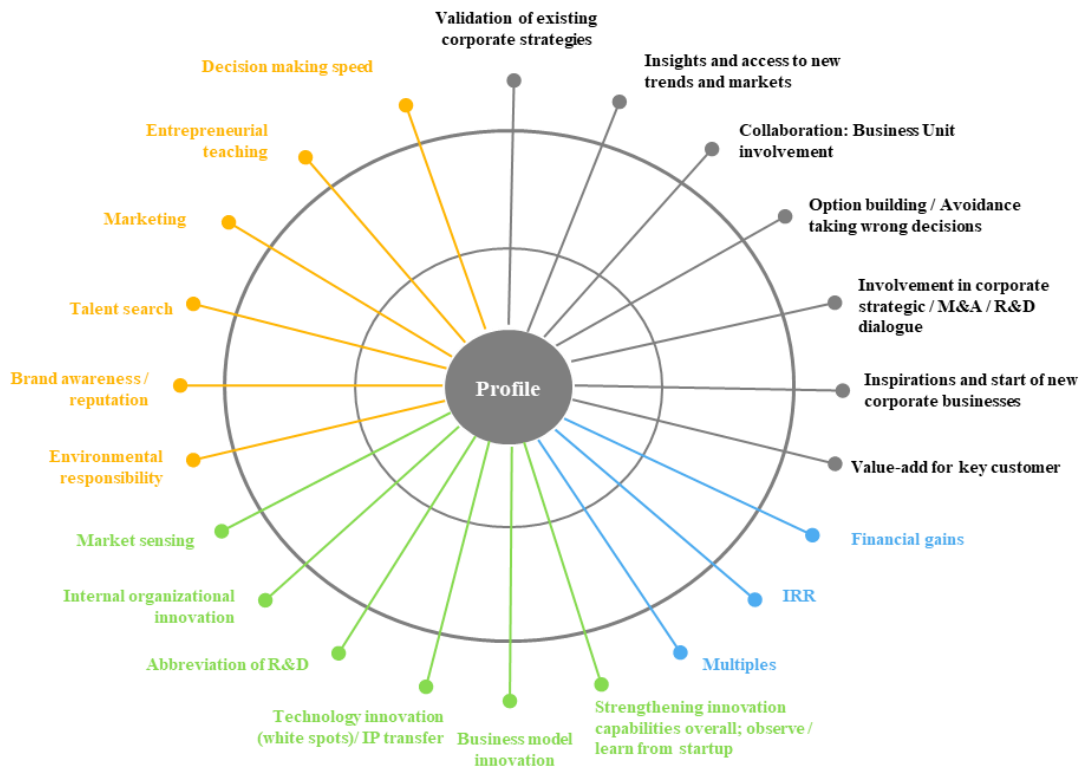 Validation of existing
corporate strategies
Insights and access to new
trends and markets
Collaboration: Business Unit
involvement
Option building / Avoidance
taking wrong decisions
Involvement in corporate
strategic / M&A / R&D
dialogue
Inspirations and start of new
corporate businesses
Value-add for key customer
Financial gains
IRR
Multiples
Strengthening innovation
capabilities overall; observe /
learn from startup
Business model
innovation
Technology innovation
(white spots)/ IP transfer
Abbreviation of R&D
Internal organizational
innovation
Market sensing
Environmental
responsibility
Brand awareness /
reputation
Talent search
Marketing
Entrepreneurial
teaching
Decision making speed
Profile